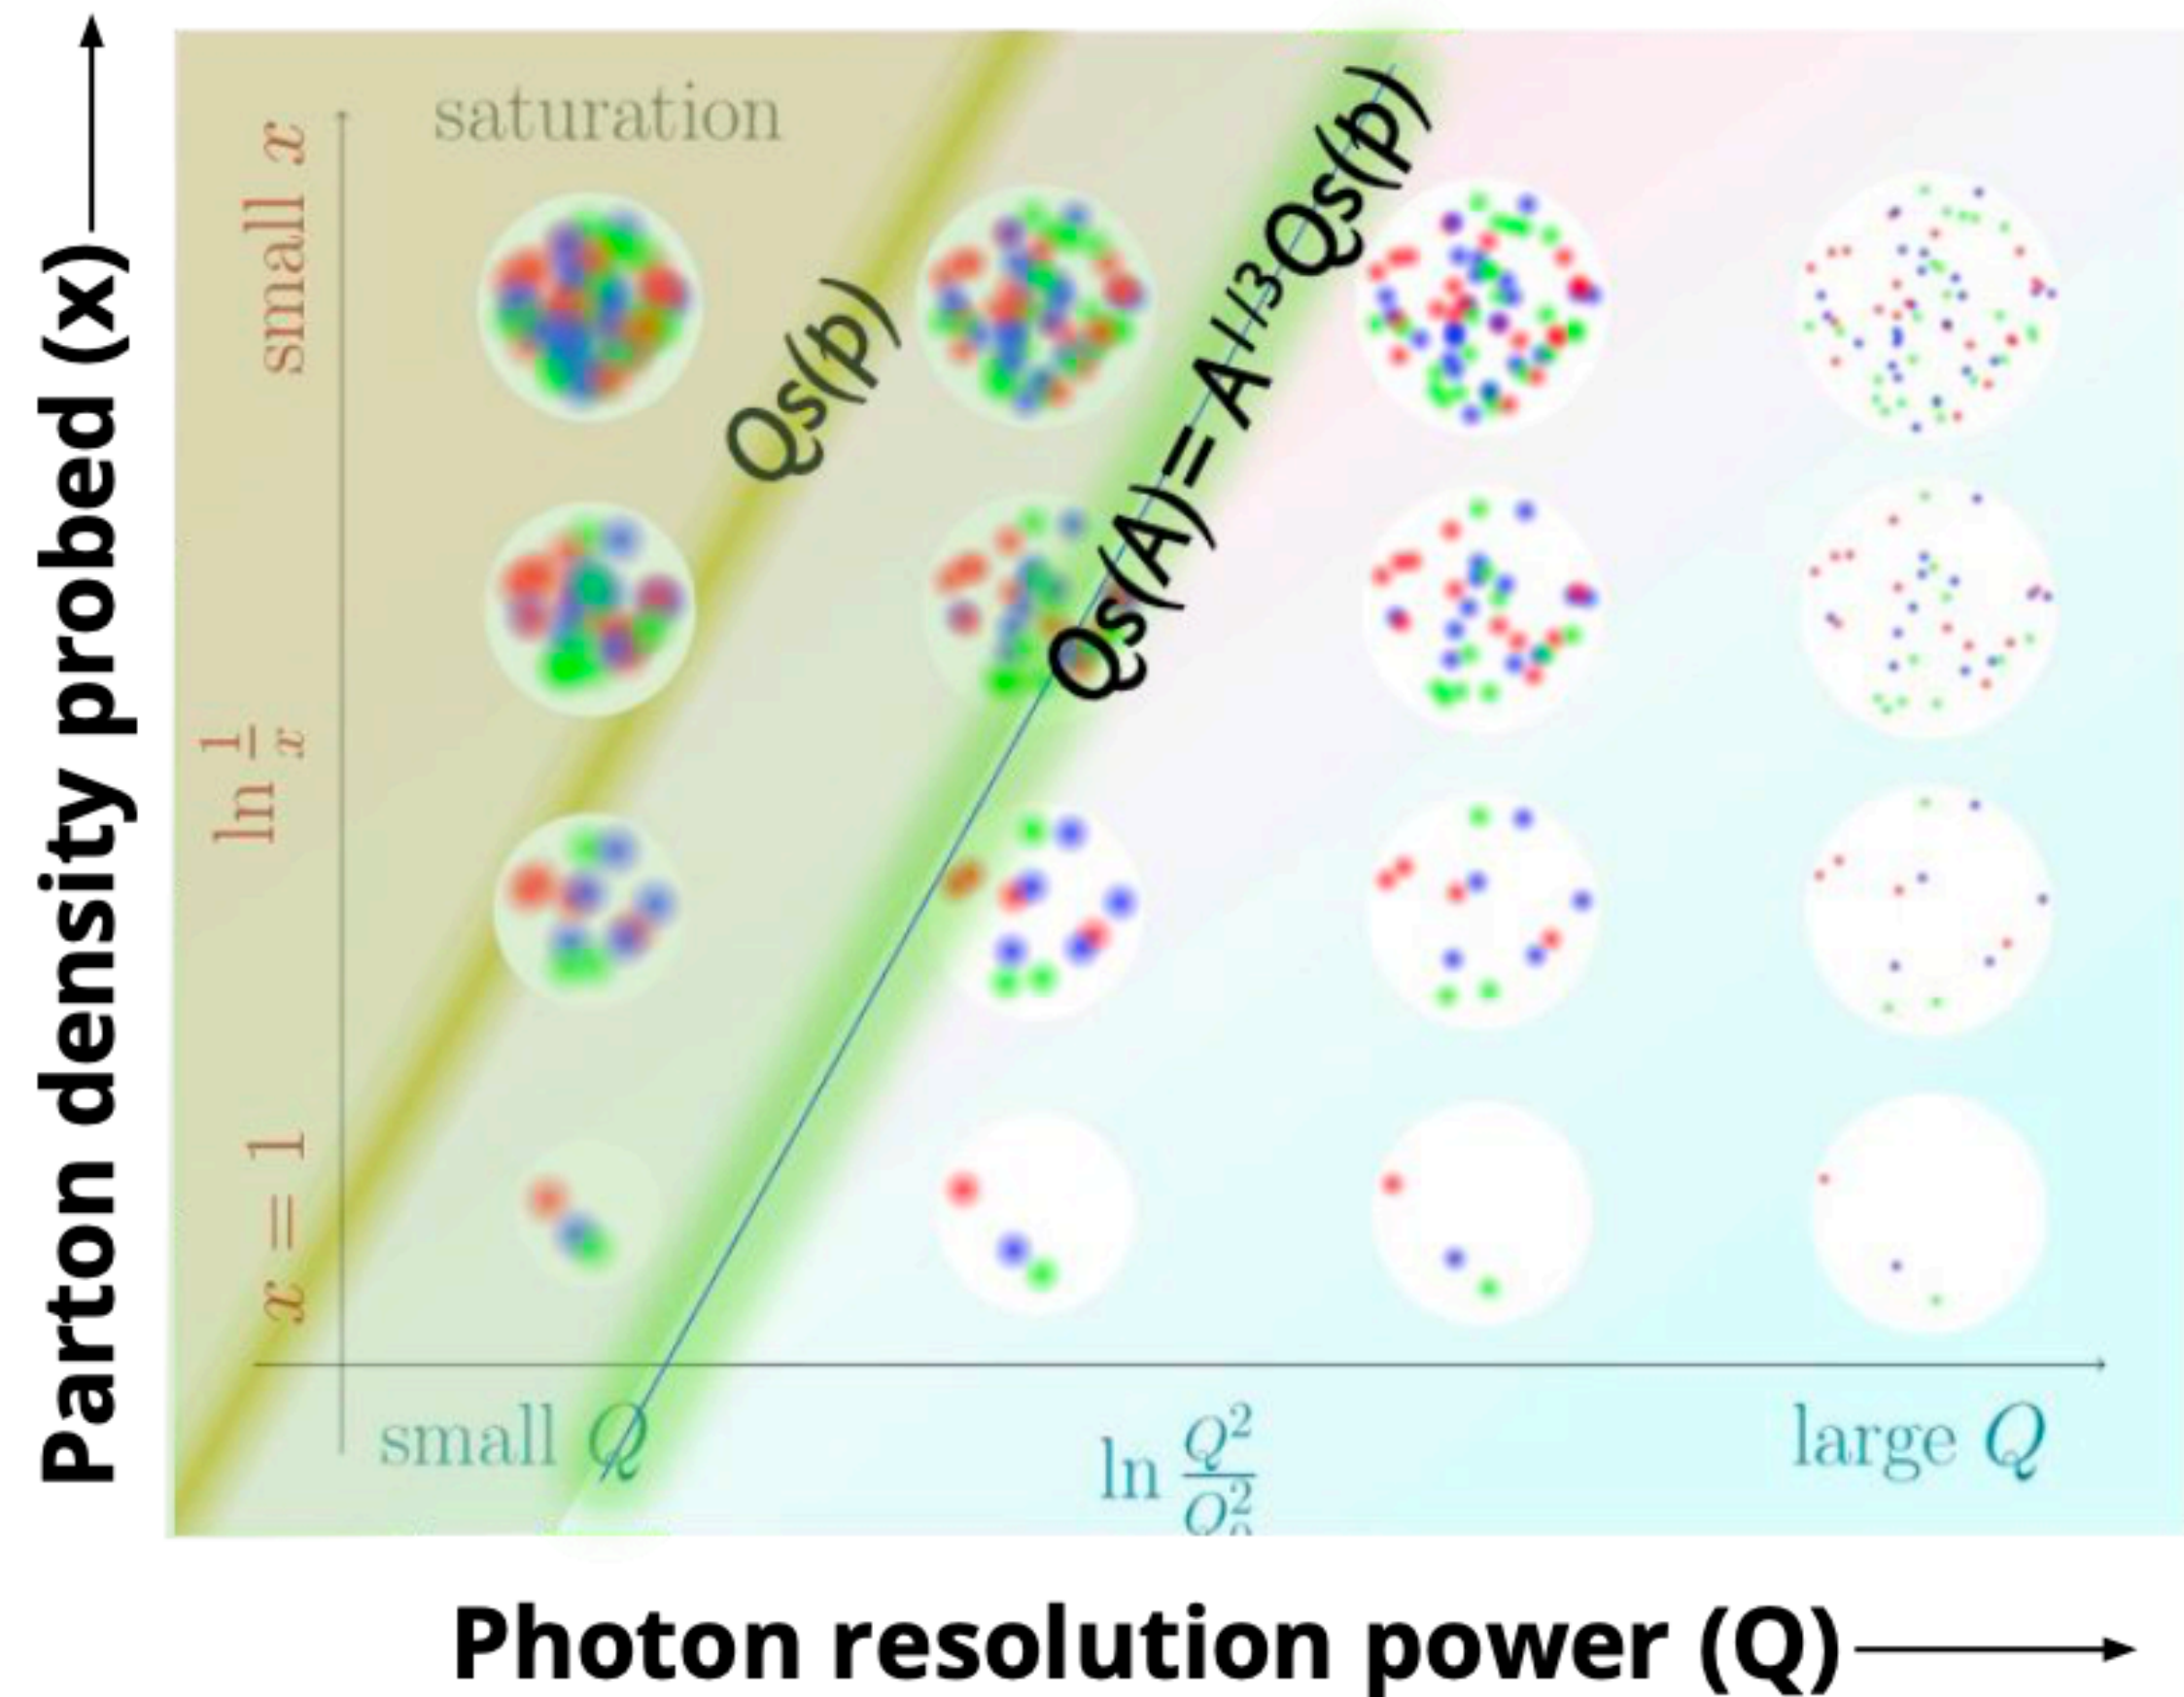 Parton density probed (x)
small x
ln 1/x
x = 1
saturation
Qs(p)
Qs(A)= A1/3Qs(p)
small Q
ln Q²/Q₀²
large Q
Photon resolution power (Q)